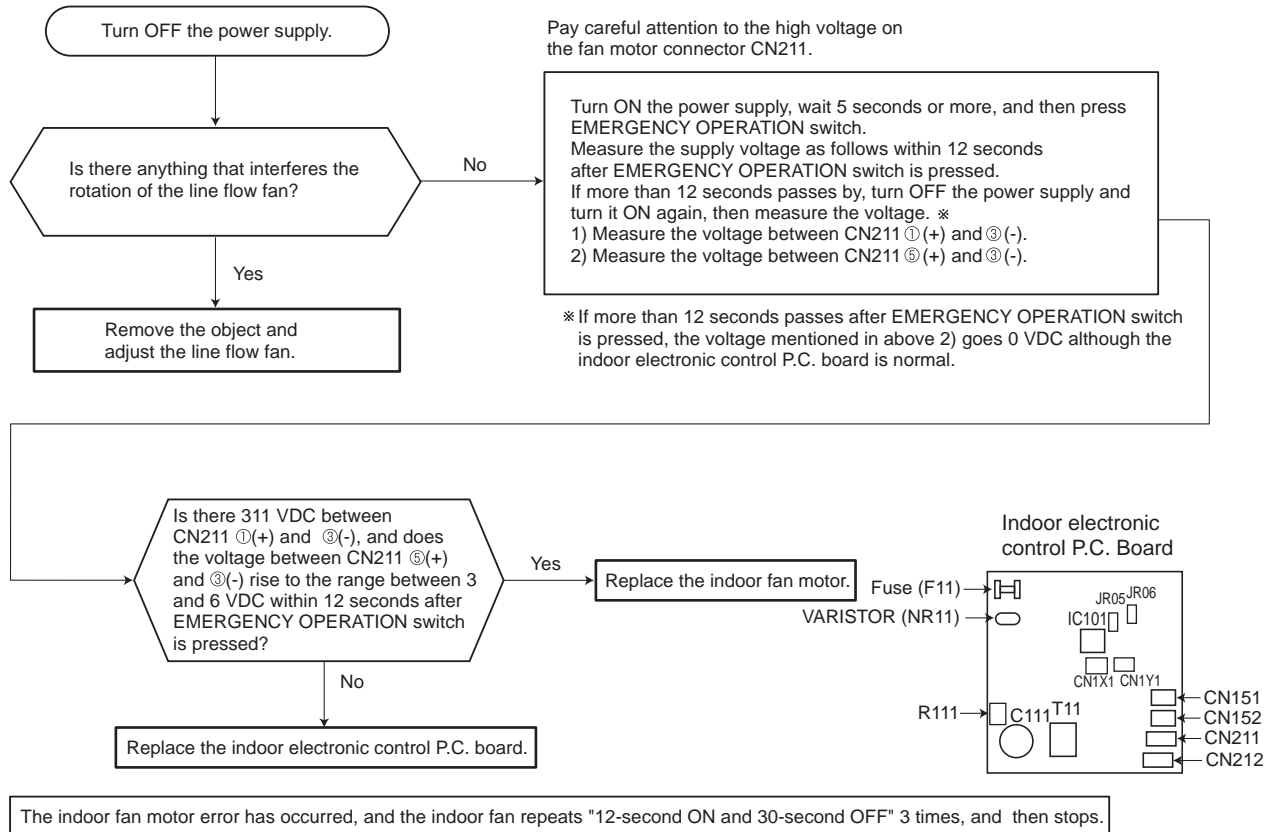 Turn OFF the power supply.
Pay careful attention to the high voltage on
the fan motor connector CN211.
Is there anything that interferes the
rotation of the line flow fan?
No
Turn ON the power supply, wait 5 seconds or more, and then press
EMERGENCY OPERATION switch.
Measure the supply voltage as follows within 12 seconds
after EMERGENCY OPERATION switch is pressed.
If more than 12 seconds passes by, turn OFF the power supply and
turn it ON again, then measure the voltage. ※
1) Measure the voltage between CN211 ①(+) and ③(-).
2) Measure the voltage between CN211 ⑤(+) and ③(-).
Yes
Remove the object and
adjust the line flow fan.
※ If more than 12 seconds passes after EMERGENCY OPERATION switch
is pressed, the voltage mentioned in above 2) goes 0 VDC although the
indoor electronic control P.C. board is normal.
Is there 311 VDC between
CN211 ①(+) and ③(-), and does
the voltage between CN211 ⑤(+)
and ③(-) rise to the range between 3
and 6 VDC within 12 seconds after
EMERGENCY OPERATION switch
is pressed?
Yes
Replace the indoor fan motor.
No
Replace the indoor electronic control P.C. board.
Indoor electronic
control P.C. Board
Fuse (F11)
VARISTOR (NR11)
JR05 JR06
IC101
CN1X1 CN1Y1
R111
C111 T11
CN151
CN152
CN211
CN212
The indoor fan motor error has occurred, and the indoor fan repeats "12-second ON and 30-second OFF" 3 times, and then stops.